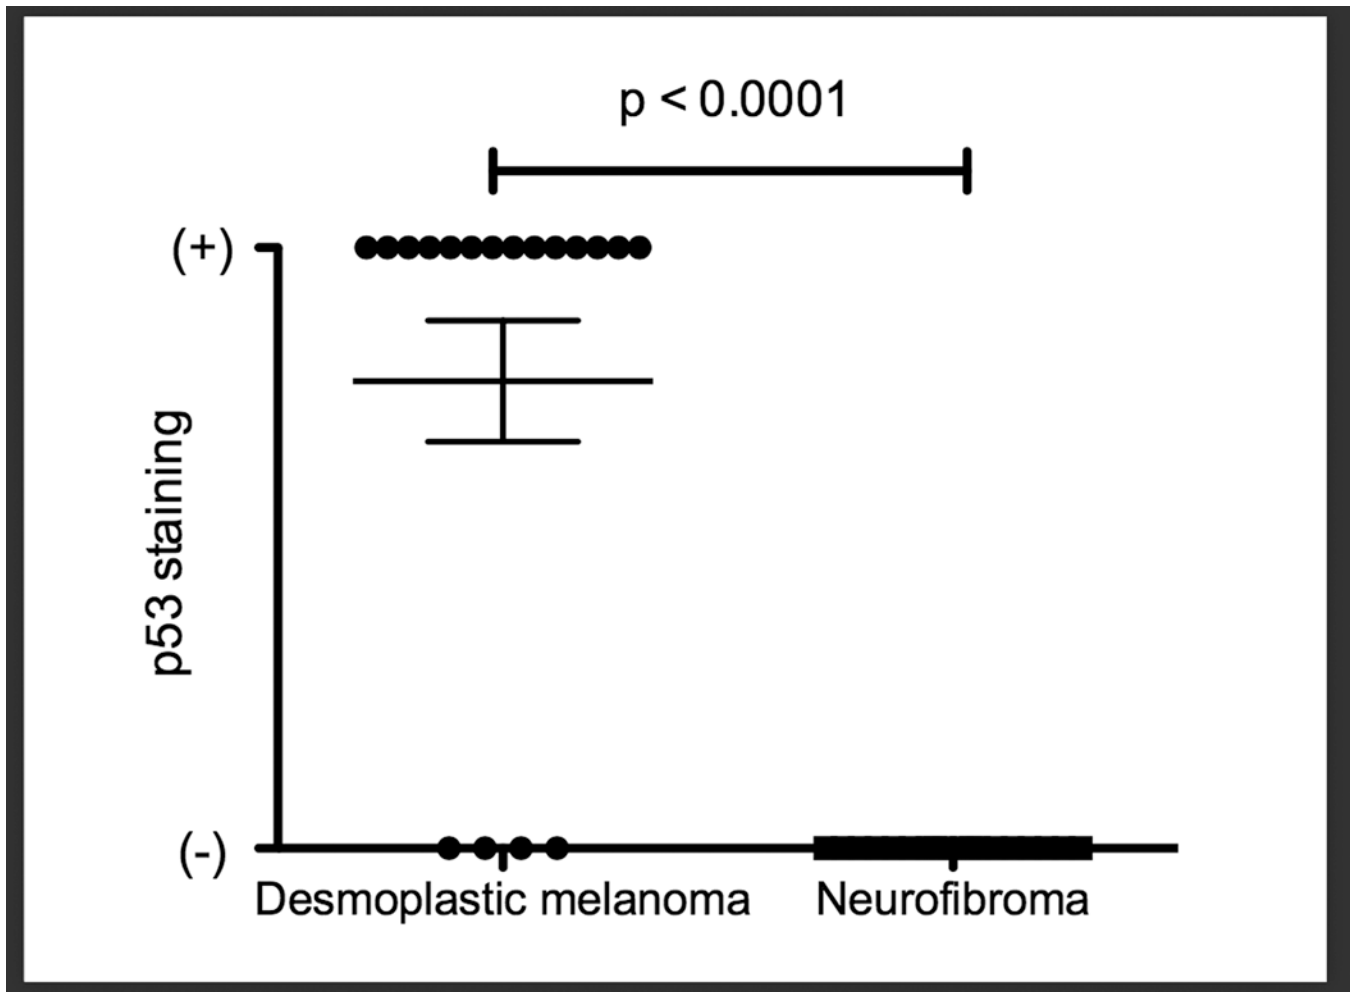 p < 0.0001
(+)
p53 staining
(-)
Desmoplastic melanoma
Neurofibroma